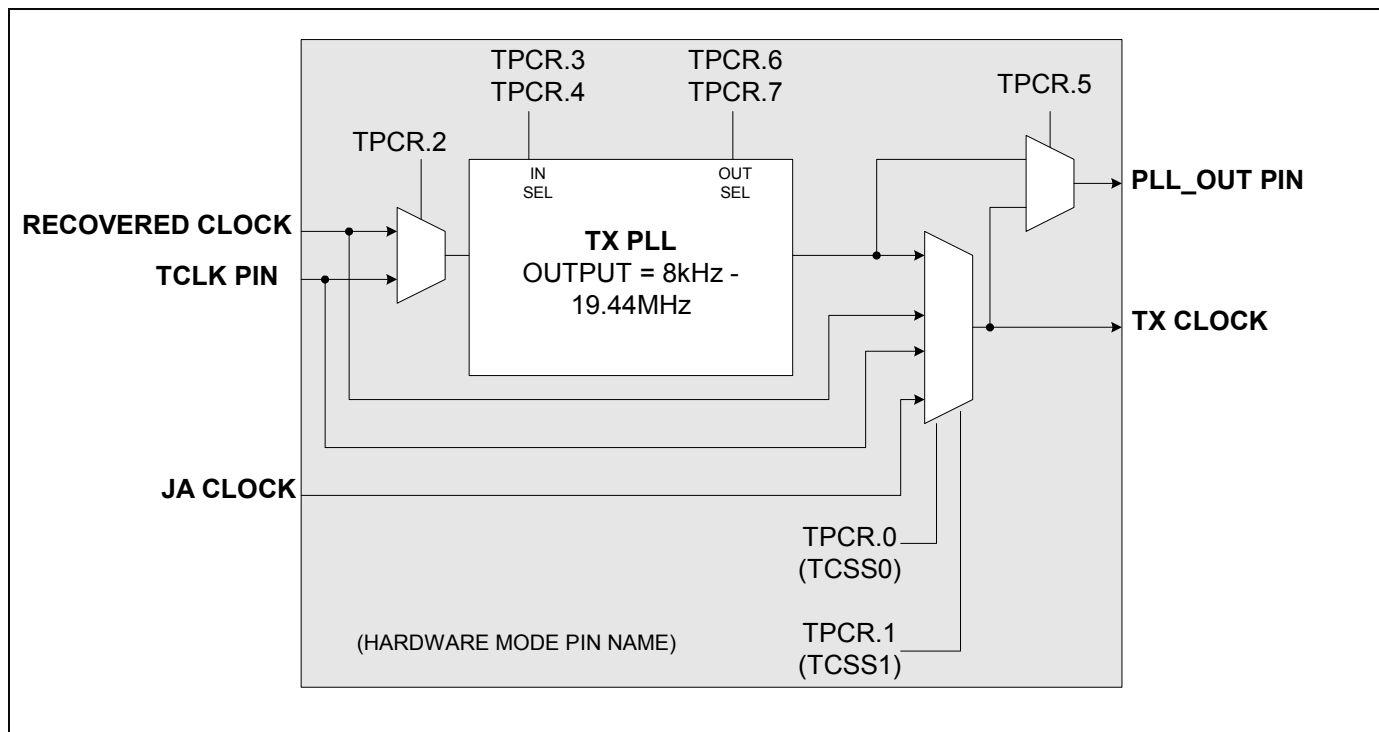 TPCR.3
TPCR.4
TPCR.6
TPCR.7
TPCR.5
TPCR.2
IN
SEL
OUT
SEL
PLL_OUT PIN
RECOVERED CLOCK
TX PLL
OUTPUT = 8kHz -
19.44MHz
TCLK PIN
TX CLOCK
JA CLOCK
TPCR.0
(TCSS0)
TPCR.1
(TCSS1)
(HARDWARE MODE PIN NAME)